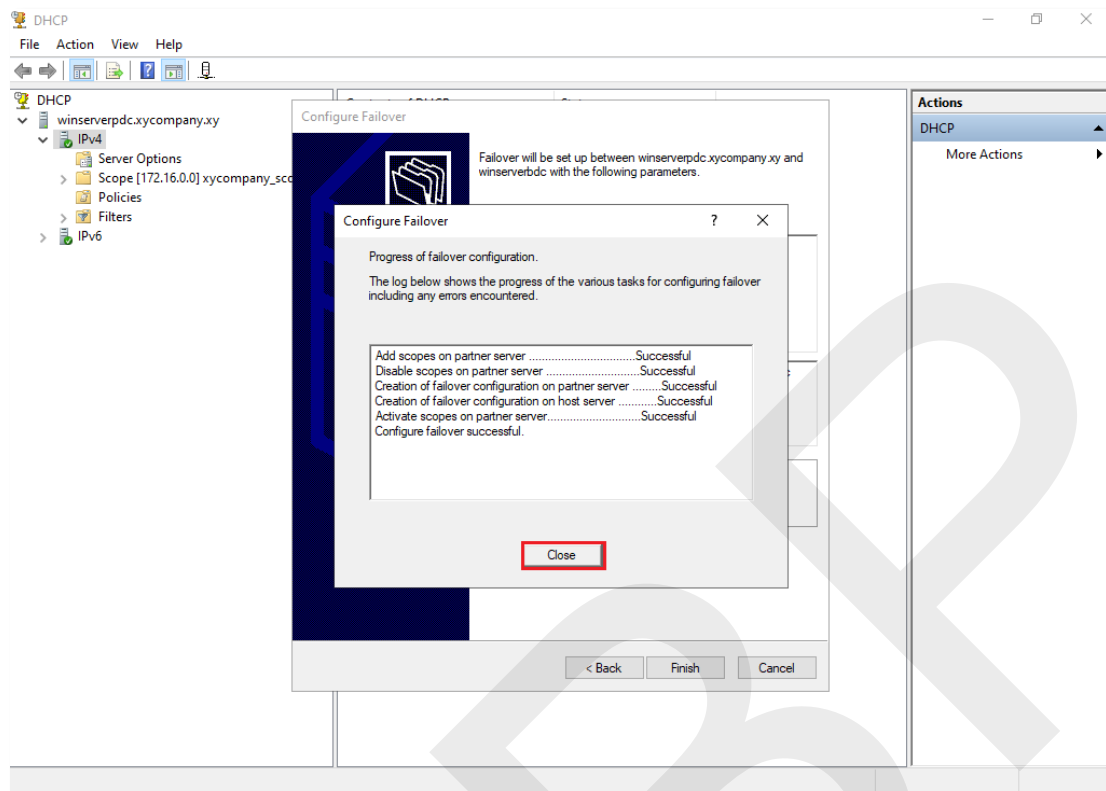 DHCP
File Action View Help
DHCP
winserverpdc.xycompany.xy
IPv4
Server Options
Scope [172.16.0.0] xycompany_scc
Policies
Filters
IPv6
Configure Failover
Failover will be set up between winserverpdc.xycompany.xy and
winserverbdc with the following parameters.
Configure Failover
?
Progress of failover configuration.
The log below shows the progress of the various tasks for configuring failover
including any errors encountered.
Add scopes on partner server .................................Successful
Disable scopes on partner server .............................Successful
Creation of failover configuration on partner server .........Successful
Creation of failover configuration on host server ............Successful
Activate scopes on partner server.............................Successful
Configure failover successful.
Close
< Back
Finish
Cancel
Actions
DHCP
More Actions